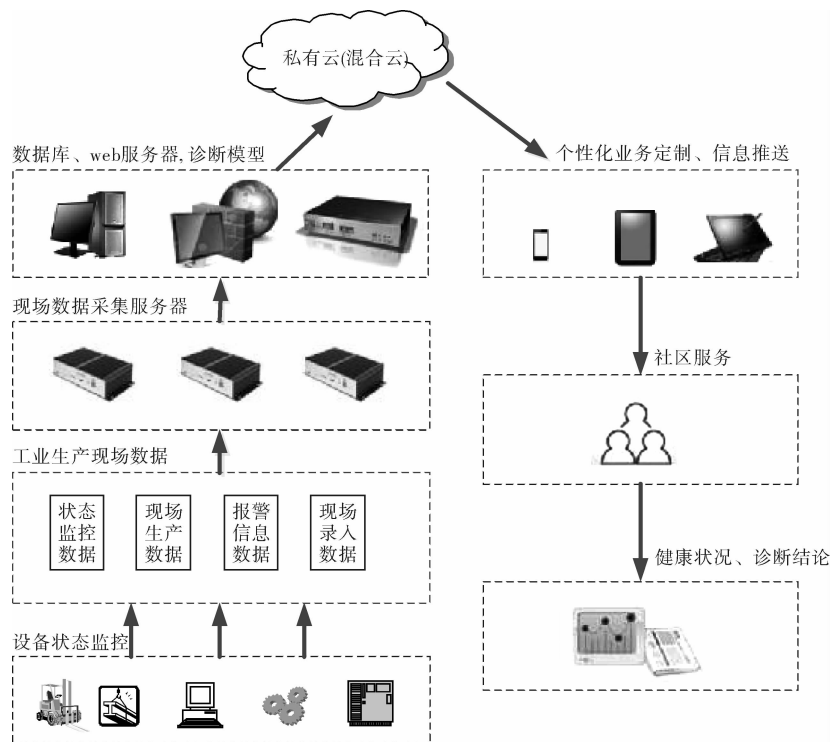 私有云(混合云)
数据库、web服务器,诊断模型
个性化业务定制、信息推送
现场数据采集服务器
社区服务
工业生产现场数据
状态
监控
数据
现场
生产
数据
报警
信息
数据
现场
录入
数据
健康状况、诊断结论
设备状态监控